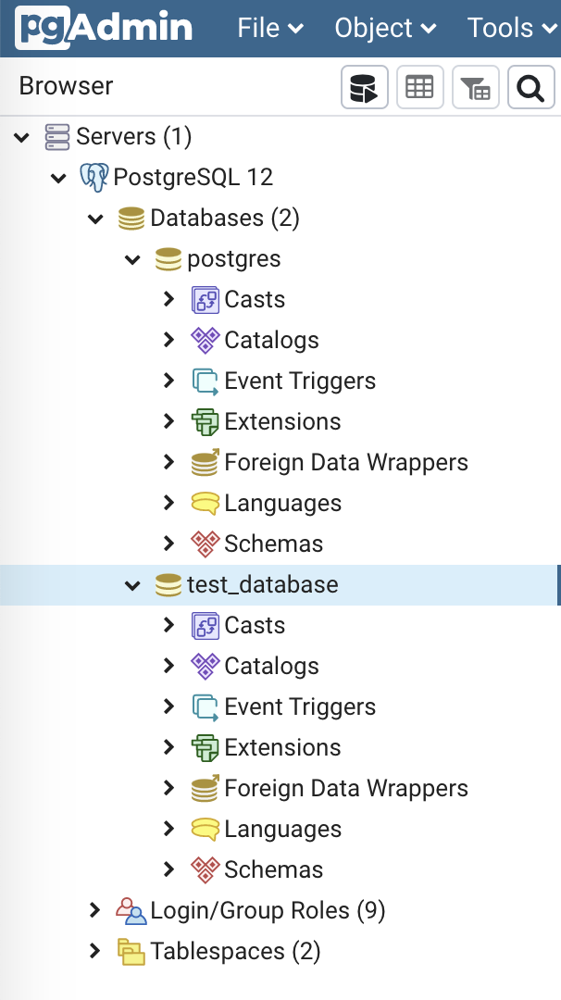 pgAdmin File Object Tools
Browser
Servers (1)
PostgreSQL 12
Databases (2)
postgres
Casts
Catalogs
Event Triggers
Extensions
Foreign Data Wrappers
Languages
Schemas
test_database
Casts
Catalogs
Event Triggers
Extensions
Foreign Data Wrappers
Languages
Schemas
Login/Group Roles (9)
Tablespaces (2)